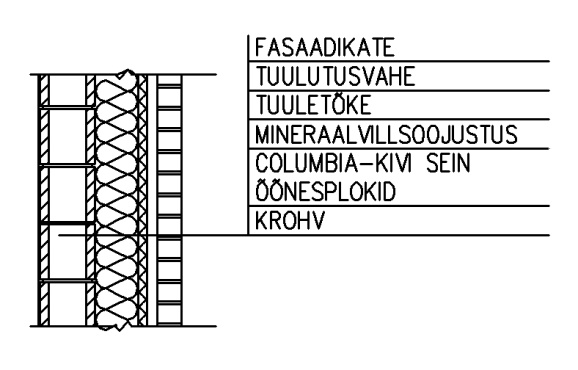 FASAADIKATE
TUULUTUSVAHE
TUULETÕKE
MINERAALVILLSOOJUSTUS
COLUMBIA-KIVI SEIN
ÕÕNESPLOKID
KROHV